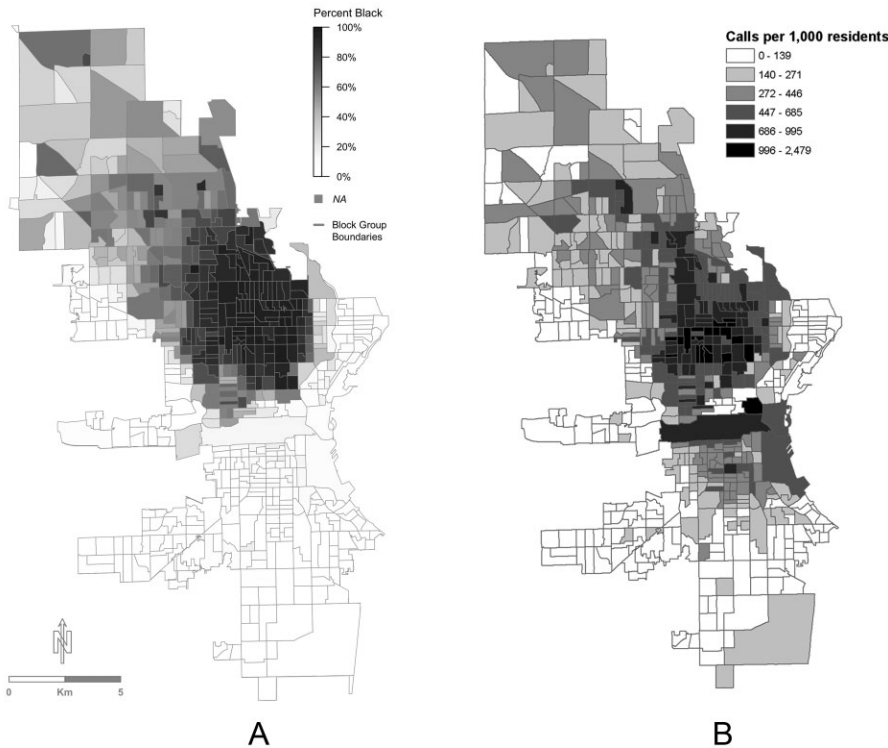 Percent Black
100%
80%
60%
40%
20%
0%
NA
Block Group
Boundaries
Calls per 1,000 residents
0 - 139
140 - 271
272 - 446
447 - 685
686 - 995
996 - 2,479
N
0 Km 5
A
B